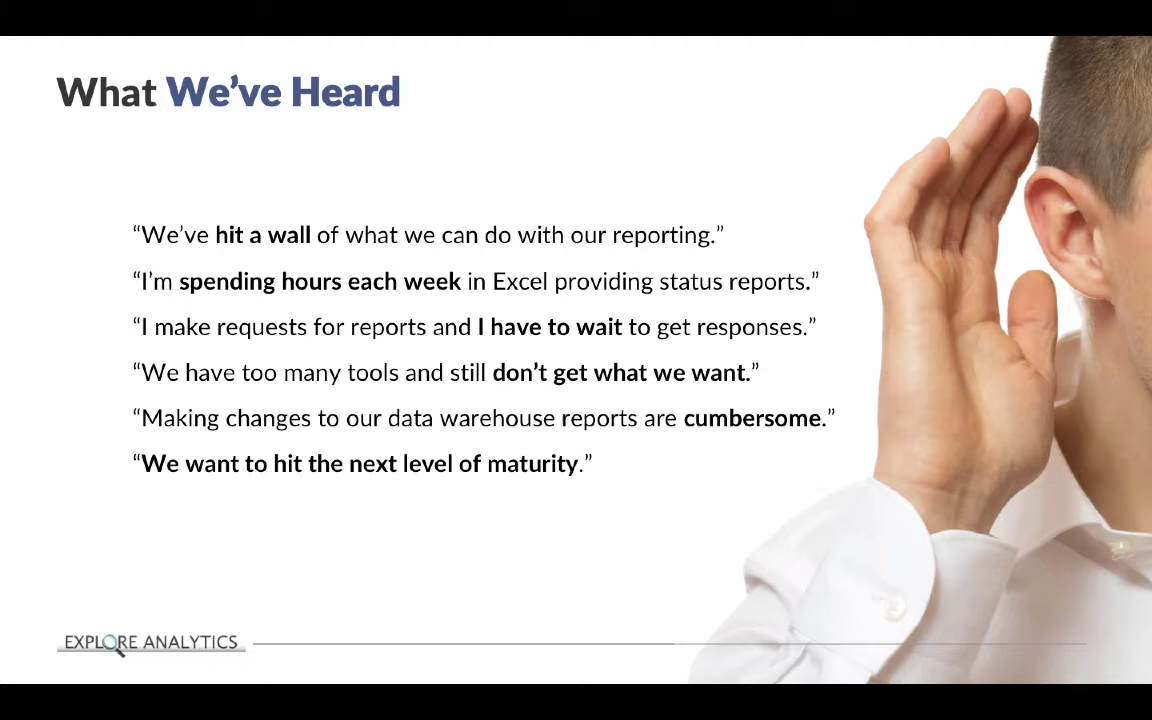 What We’ve Heard
“We’ve hit a wall of what we can do with our reporting.”
“I’m spending hours each week in Excel providing status reports.”
“I make requests for reports and I have to wait to get responses.”
“We have too many tools and still don’t get what we want.”
“Making changes to our data warehouse reports are cumbersome.”
“We want to hit the next level of maturity.”
EXPLORE ANALYTICS